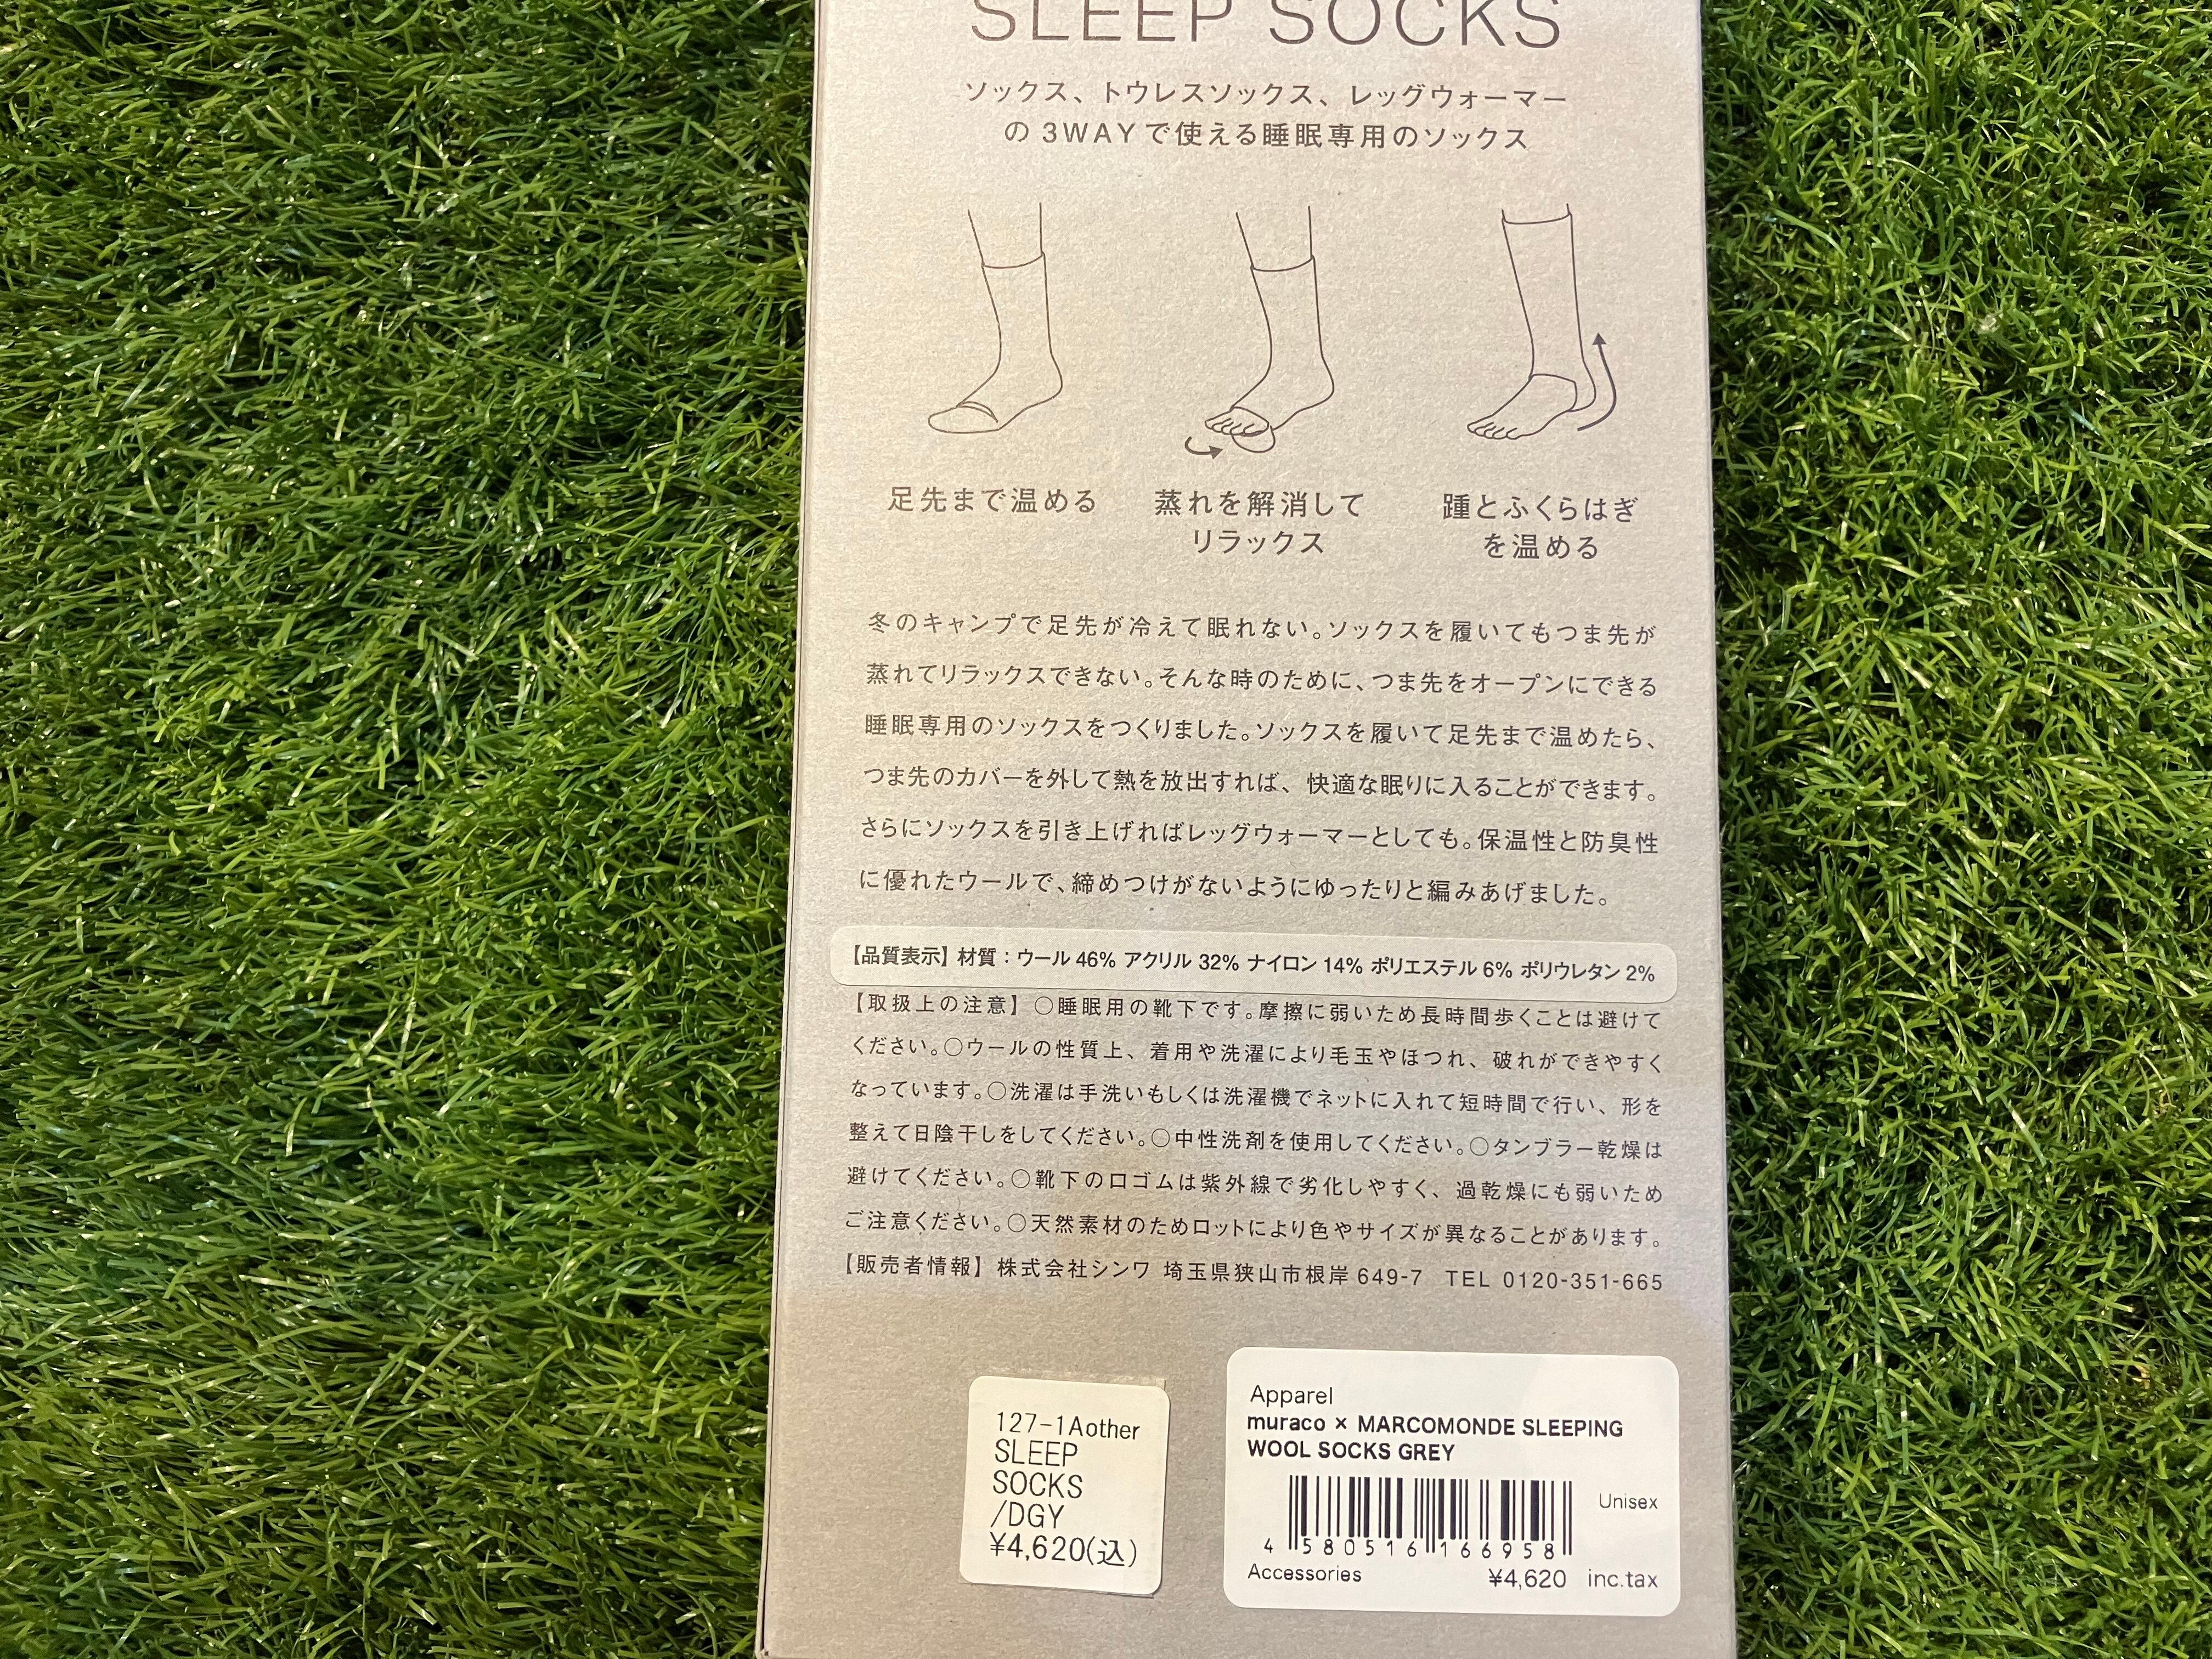 SLEEP SOCKS
ソックス、トウレスソックス、レッグウォーマー
の 3WAYで使える睡眠専用のソックス
足先まで温める
蒸れを解消して
リラックス
踵とふくらはぎ
を温める
冬のキャンプで足先が冷えて眠れない。ソックスを履いてもつま先が
蒸れてリラックスできない。そんな時のために、つま先をオープンにできる
睡眠専用のソックスをつくりました。ソックスを履いて足先まで温めたら、
つま先のカバーを外して熱を放出すれば、快適な眠りに入ることができます。
さらにソックスを引き上げればレッグウォーマーとしても。保温性と防臭性
に優れたウールで、締めつけがないようにゆったりと編みあげました。
【品質表示】材質：ウール 46% アクリル 32% ナイロン 14% ポリエステル 6% ポリウレタン 2%
【取扱上の注意】○睡眠用の靴下です。摩擦に弱いため長時間歩くことは避けて
ください。○ウールの性質上、着用や洗濯により毛玉やほつれ、破れができやすく
なっています。○洗濯は手洗いもしくは洗濯機でネットに入れて短時間で行い、形を
整えて日陰干しをしてください。○中性洗剤を使用してください。○タンブラー乾燥は
避けてください。○靴下の口ゴムは紫外線で劣化しやすく、過乾燥にも弱いため
ご注意ください。○天然素材のためロットにより色やサイズが異なることがあります。
【販売者情報】株式会社シンワ 埼玉県狭山市根岸 649-7 TEL 0120-351-665
127-1Aother
SLEEP
SOCKS
/DGY
¥4,620(込)
Apparel
muraco × MARCOMONDE SLEEPING
WOOL SOCKS GREY
Unisex
4 580516 166958
Accessories ¥4,620 inc.tax